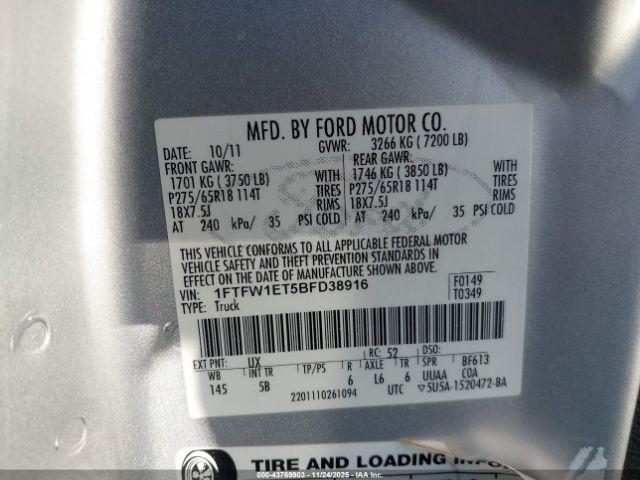 MFD. BY FORD MOTOR CO.
DATE: 10/11 GVWR: 3266 KG ( 7200 LB)
FRONT GAWR: REAR GAWR:
1701 KG ( 3750 LB) WITH 1746 KG ( 3850 LB) WITH
P275/65R18 114T TIRES P275/65R18 114T TIRES
18X7.5J RIMS 18X7.5J RIMS
AT 240 kPa/ 35 PSI COLD AT 240 kPa/ 35 PSI COLD
THIS VEHICLE CONFORMS TO ALL APPLICABLE FEDERAL MOTOR
VEHICLE SAFETY AND THEFT PREVENTION STANDARDS IN
EFFECT ON THE DATE OF MANUFACTURE SHOWN ABOVE.
VIN: 1FTFW1ET5BFD38916 F0149
TYPE: Truck T0349
EXT PNT: UX RC: 52 DSO:
WB INT TR TP/PS R AXLE TR SPR BF613
145 5B 6 L6 6 UUAA COA
2201110261094 UTC 5U5A-1520472-BA
TIRE AND LOADING
000-43769903 - 11/24/2025 - IAAI